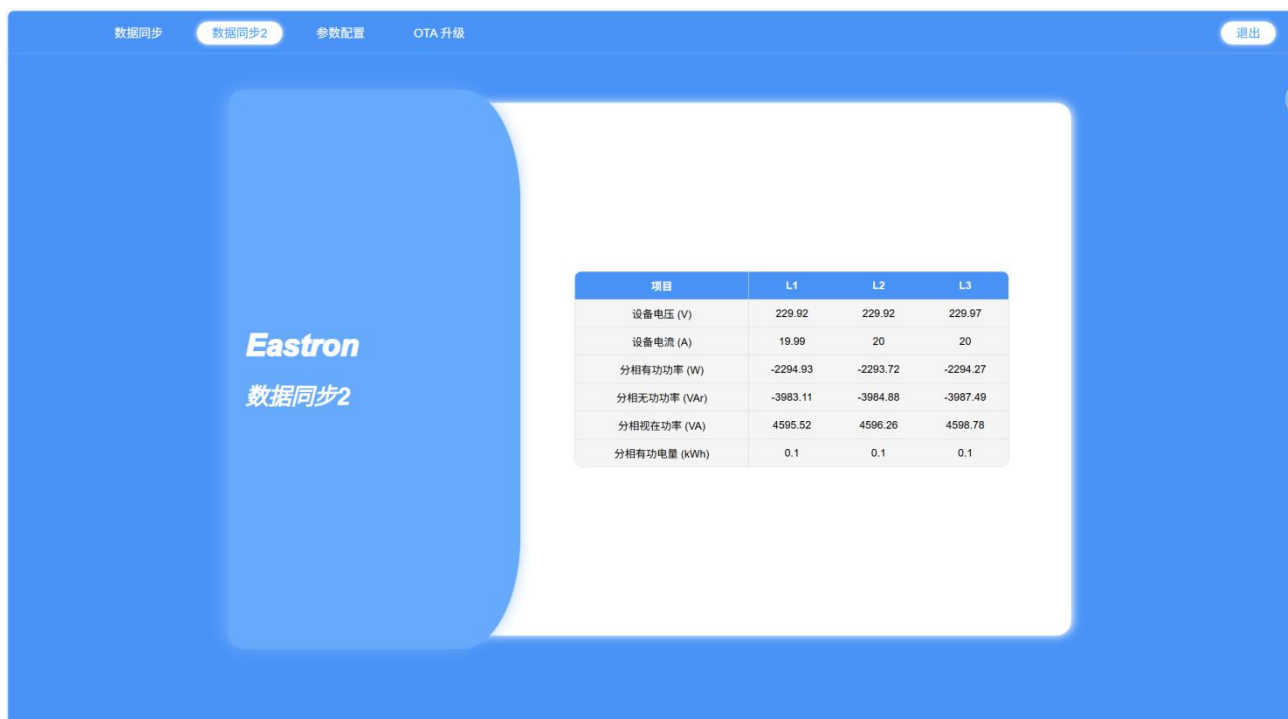 数据同步 数据同步2 参数配置 OTA 升级 退出
Eastron
数据同步2
项目 L1 L2 L3
设备电压 (V) 229.92 229.92 229.97
设备电流 (A) 19.99 20 20
分相有功功率 (W) -2294.93 -2293.72 -2294.27
分相无功功率 (VAr) -3983.11 -3984.88 -3987.49
分相视在功率 (VA) 4595.52 4596.26 4598.78
分相有功电量 (kWh) 0.1 0.1 0.1